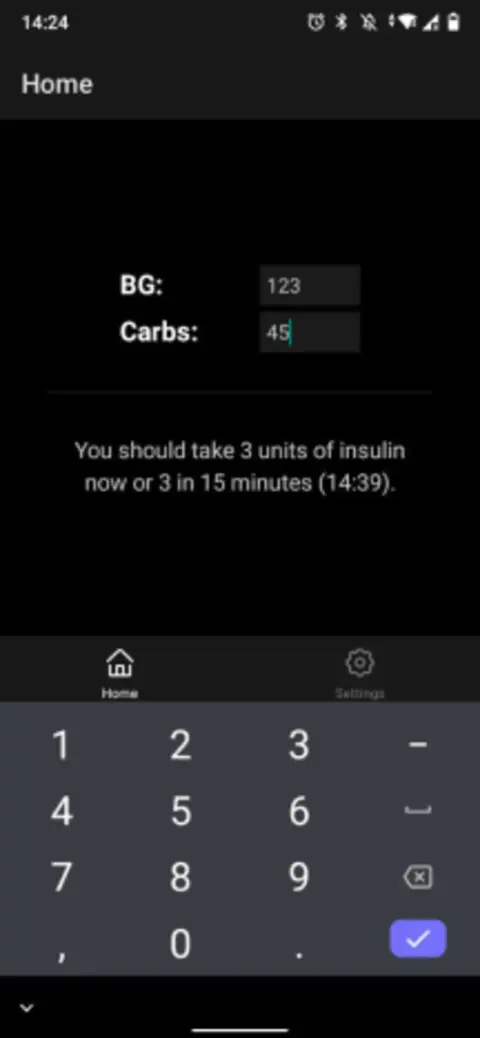 14:24
Home
BG:
123
Carbs:
45
You should take 3 units of insulin
now or 3 in 15 minutes (14:39).
Home
Settings
1 2 3 -
4 5 6
7 8 9
, 0 .